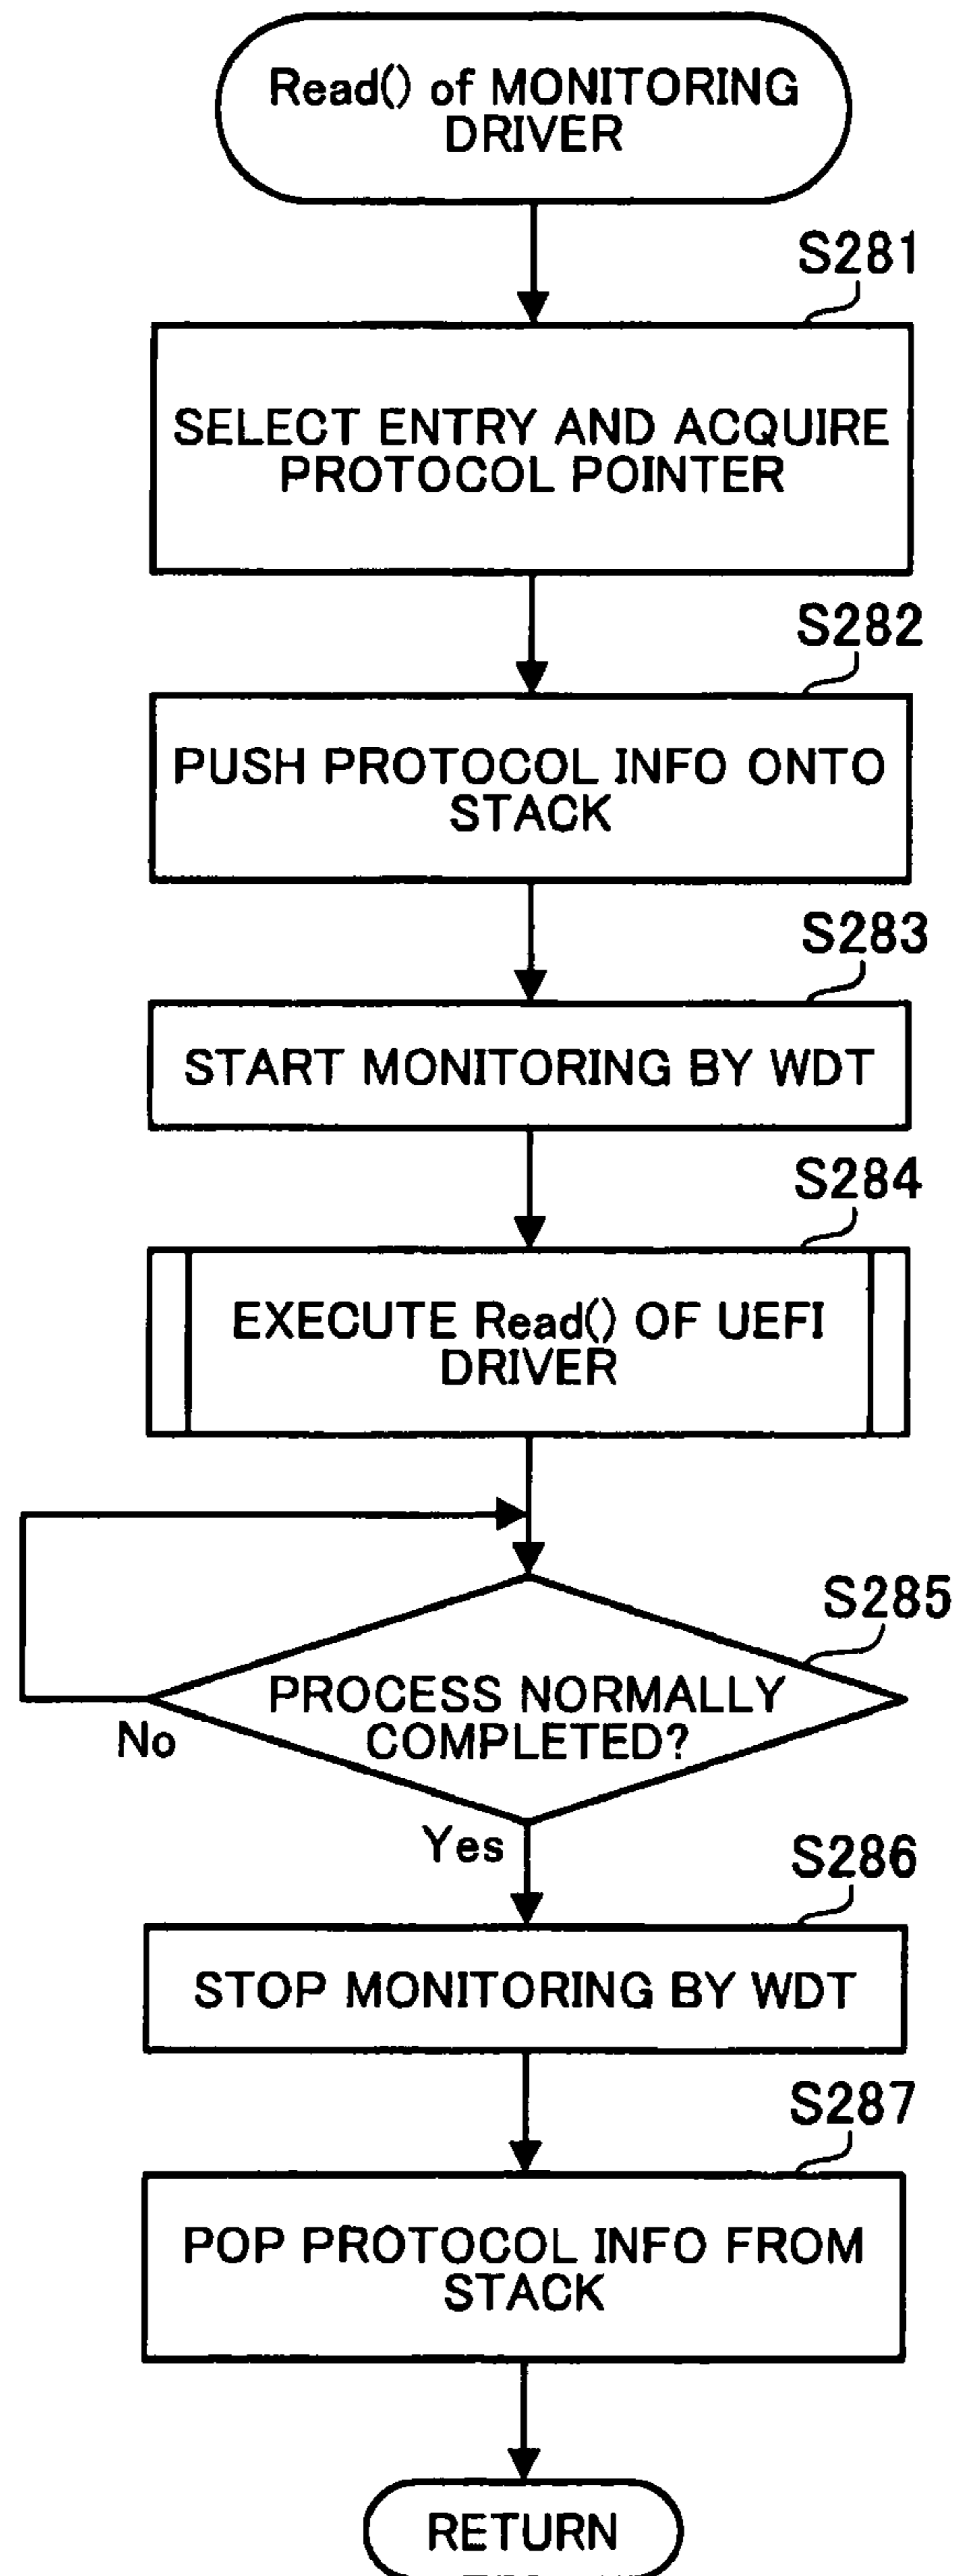 Read() of MONITORING
DRIVER
S281
SELECT ENTRY AND ACQUIRE
PROTOCOL POINTER
S282
PUSH PROTOCOL INFO ONTO
STACK
S283
START MONITORING BY WDT
S284
EXECUTE Read() OF UEFI
DRIVER
S285
PROCESS NORMALLY
COMPLETED?
No
Yes
S286
STOP MONITORING BY WDT
S287
POP PROTOCOL INFO FROM
STACK
RETURN